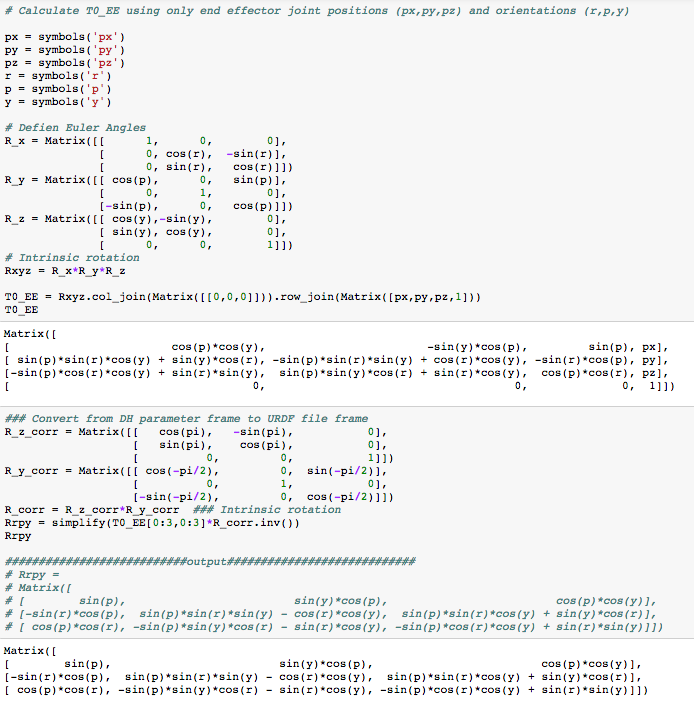 # Calculate T0_EE using only end effector joint positions (px,py,pz) and orientations (r,p,y)
px = symbols('px')
py = symbols('py')
pz = symbols('pz')
r = symbols('r')
p = symbols('p')
y = symbols('y')
# Defien Euler Angles
R_x = Matrix([[      1,      0,         0],
              [      0, cos(r),   -sin(r)],
              [      0, sin(r),    cos(r)]])
R_y = Matrix([[ cos(p),      0,    sin(p)],
              [      0,      1,         0],
              [-sin(p),      0,    cos(p)]])
R_z = Matrix([[ cos(y),-sin(y),         0],
              [ sin(y), cos(y),         0],
              [      0,      0,         1]])
# Intrinsic rotation
Rxyz = R_x*R_y*R_z
T0_EE = Rxyz.col_join(Matrix([[0,0,0]])).row_join(Matrix([px,py,pz,1]))
T0_EE
Matrix([
[                        cos(p)*cos(y),                        -sin(y)*cos(p),         sin(p), px],
[ sin(p)*sin(r)*cos(y) + sin(y)*cos(r), -sin(p)*sin(r)*sin(y) + cos(r)*cos(y), -sin(r)*cos(p), py],
[-sin(p)*cos(r)*cos(y) + sin(r)*sin(y),  sin(p)*sin(y)*cos(r) + sin(r)*cos(y),  cos(p)*cos(r), pz],
[                                    0,                                     0,              0,  1]])
### Convert from DH parameter frame to URDF file frame
R_z_corr = Matrix([[   cos(pi),   -sin(pi),           0],
                   [   sin(pi),    cos(pi),           0],
                   [         0,          0,           1]])
R_y_corr = Matrix([[ cos(-pi/2),         0,  sin(-pi/2)],
                   [          0,         1,           0],
                   [-sin(-pi/2),         0,  cos(-pi/2)]])
R_corr = R_z_corr*R_y_corr  ### Intrinsic rotation
Rrpy = simplify(T0_EE[0:3,0:3]*R_corr.inv())
Rrpy
###########################output############################
# Rrpy =
# Matrix([
# [        sin(p),                         sin(y)*cos(p),                         cos(p)*cos(y)],
# [-sin(r)*cos(p),  sin(p)*sin(r)*sin(y) - cos(r)*cos(y),  sin(p)*sin(r)*cos(y) + sin(y)*cos(r)],
# [ cos(p)*cos(r), -sin(p)*sin(y)*cos(r) - sin(r)*cos(y), -sin(p)*cos(r)*cos(y) + sin(r)*sin(y)]])
Matrix([
[        sin(p),                         sin(y)*cos(p),                         cos(p)*cos(y)],
[-sin(r)*cos(p),  sin(p)*sin(r)*sin(y) - cos(r)*cos(y),  sin(p)*sin(r)*cos(y) + sin(y)*cos(r)],
[ cos(p)*cos(r), -sin(p)*sin(y)*cos(r) - sin(r)*cos(y), -sin(p)*cos(r)*cos(y) + sin(r)*sin(y)]])